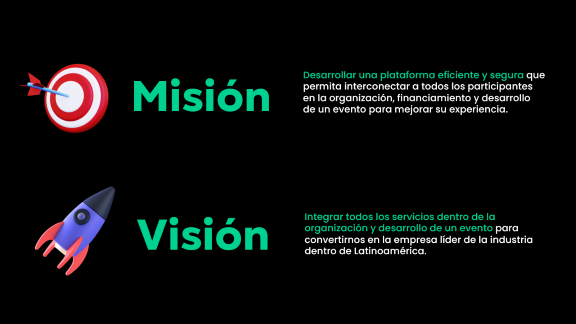 Misión
Desarrollar una plataforma eficiente y segura que
permita interconectar a todos los participantes
en la organización, financiamiento y desarrollo
de un evento para mejorar su experiencia.
Visión
Integrar todos los servicios dentro de la
organización y desarrollo de un evento para
convertirnos en la empresa líder de la industria
dentro de Latinoamérica.